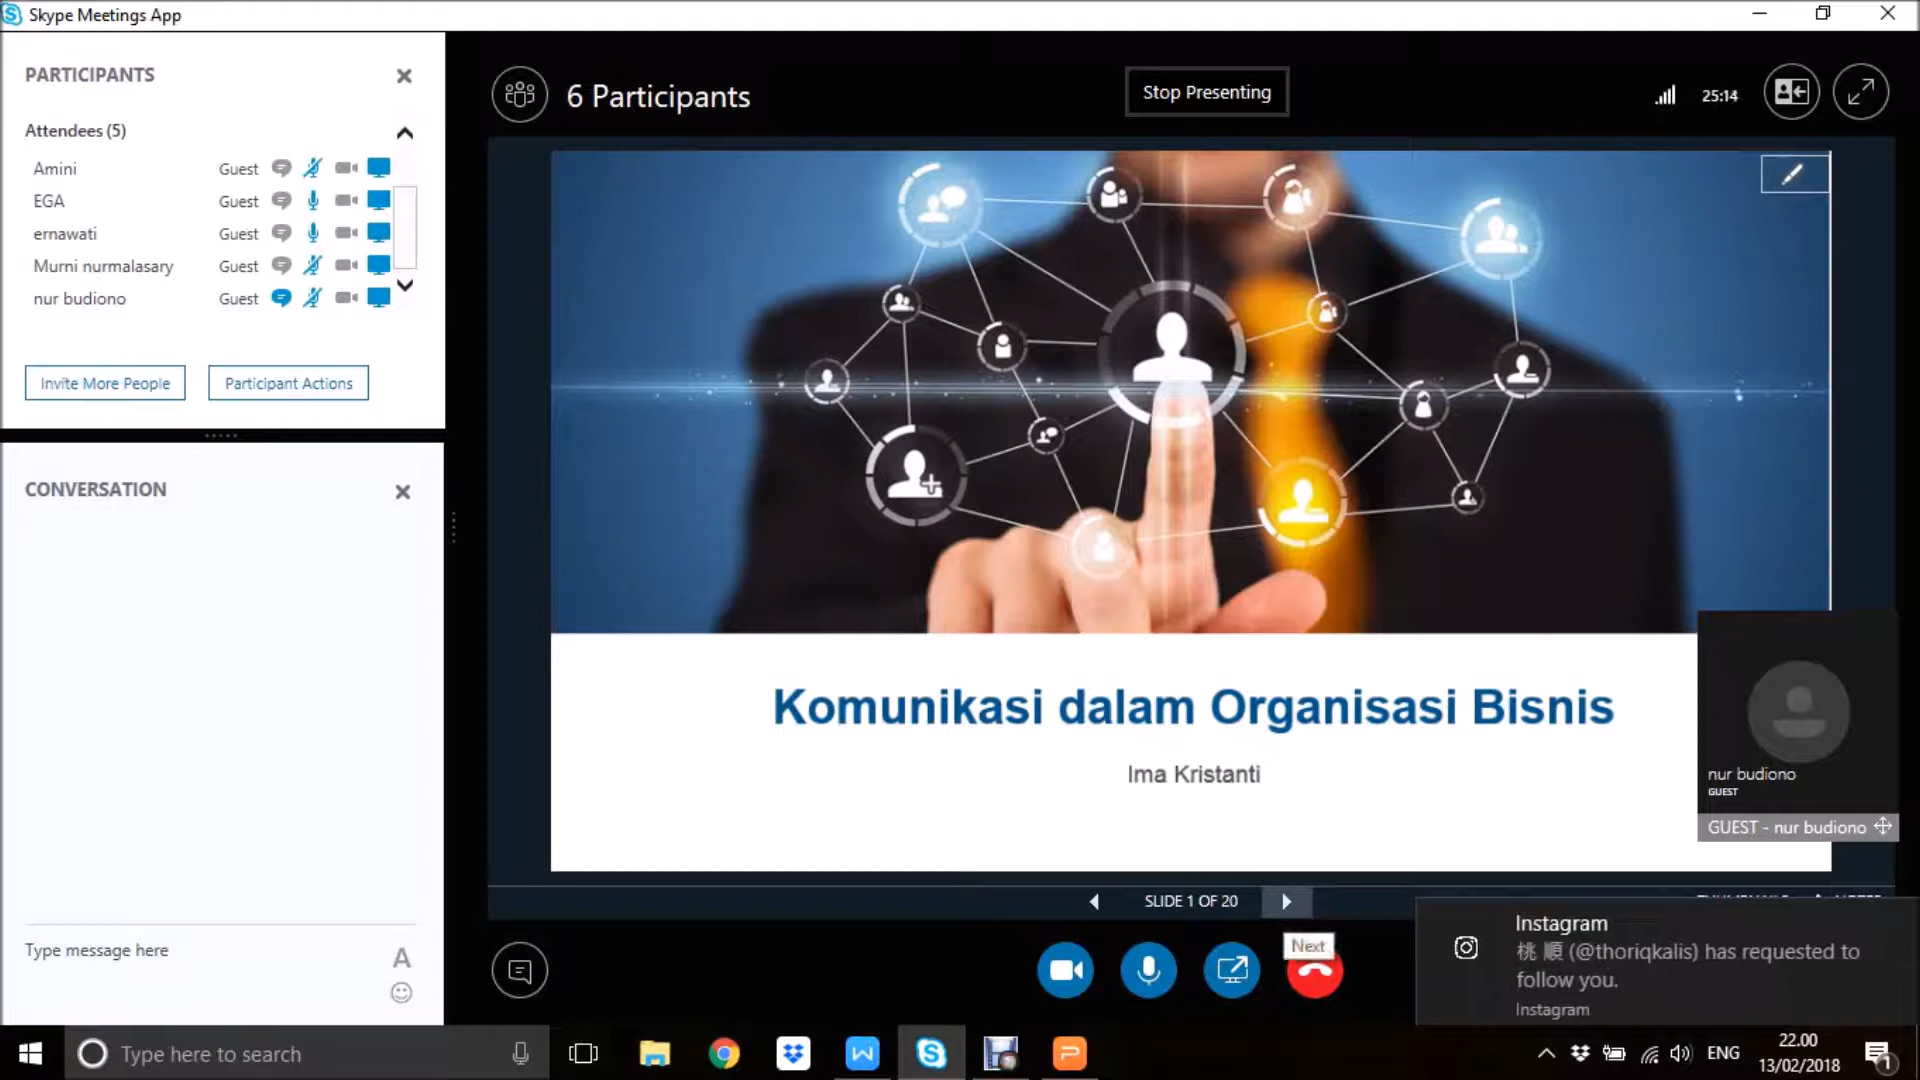 Skype Meetings App
PARTICIPANTS
Attendees (5)
Amini Guest
EGA Guest
ernawati Guest
Murni nurmalasary Guest
nur budiono Guest
Invite More People
Participant Actions
CONVERSATION
Type message here
A
6 Participants
Stop Presenting
25:14
Komunikasi dalam Organisasi Bisnis
Ima Kristanti
nur budiono
GUEST
GUEST - nur budiono
SLIDE 1 OF 20
Next
Instagram
桃 順 (@thoriqkalis) has requested to
follow you.
Instagram
Type here to search
ENG
22.00
13/02/2018
1